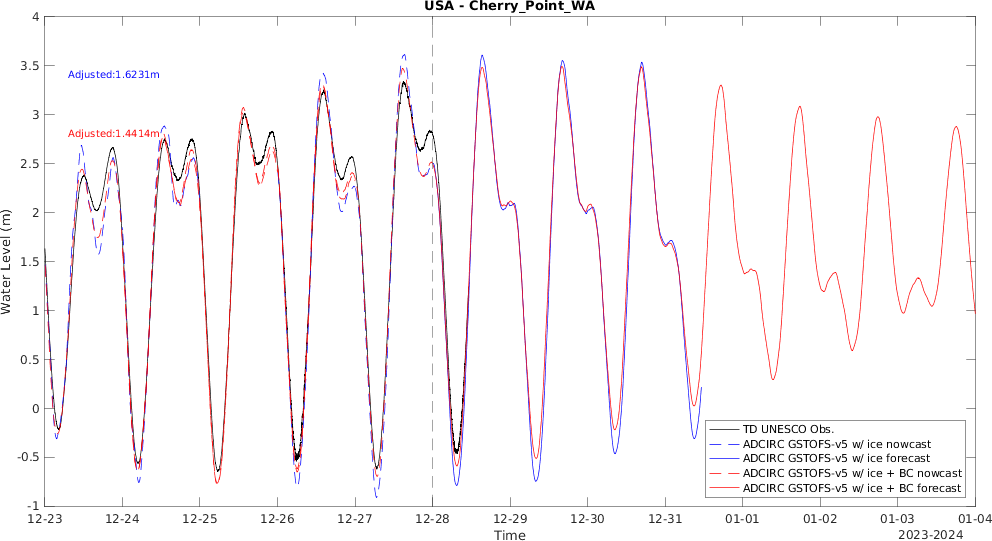 USA - Cherry_Point_WA
4
3.5
3
2.5
2
1.5
1
0.5
0
-0.5
-1
Water Level (m)
Adjusted:1.6231m
Adjusted:1.4414m
TD UNESCO Obs.
ADCIRC GSTOFS-v5 w/ ice nowcast
ADCIRC GSTOFS-v5 w/ ice forecast
ADCIRC GSTOFS-v5 w/ ice + BC nowcast
ADCIRC GSTOFS-v5 w/ ice + BC forecast
12-23 12-24 12-25 12-26 12-27 12-28 12-29 12-30 12-31 01-01 01-02 01-03 01-04
Time
2023-2024